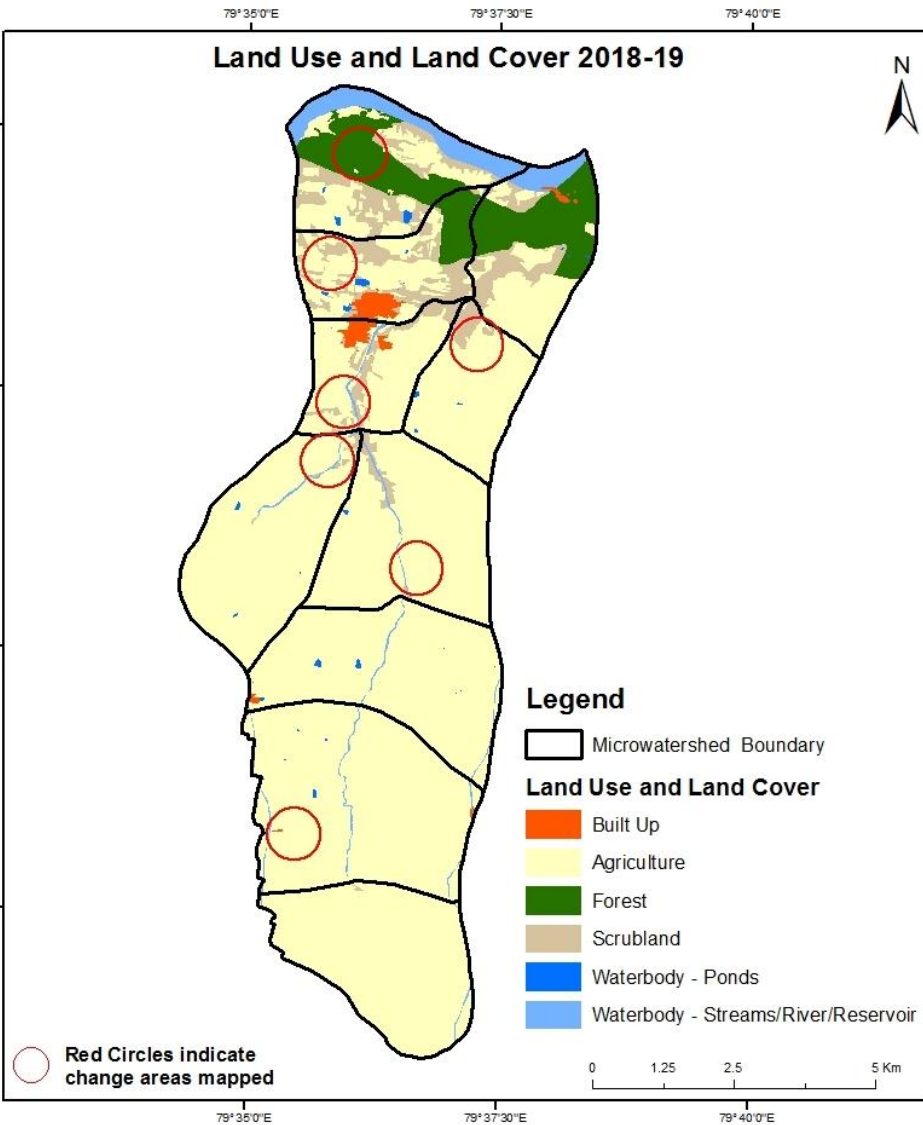 79°35'0"E 79°37'30"E 79°40'0"E
Land Use and Land Cover 2018-19
N
Legend
Microwatershed Boundary
Land Use and Land Cover
Built Up
Agriculture
Forest
Scrubland
Waterbody - Ponds
Waterbody - Streams/River/Reservoir
Red Circles indicate
change areas mapped
0 1.25 2.5 5 Km
79°35'0"E 79°37'30"E 79°40'0"E